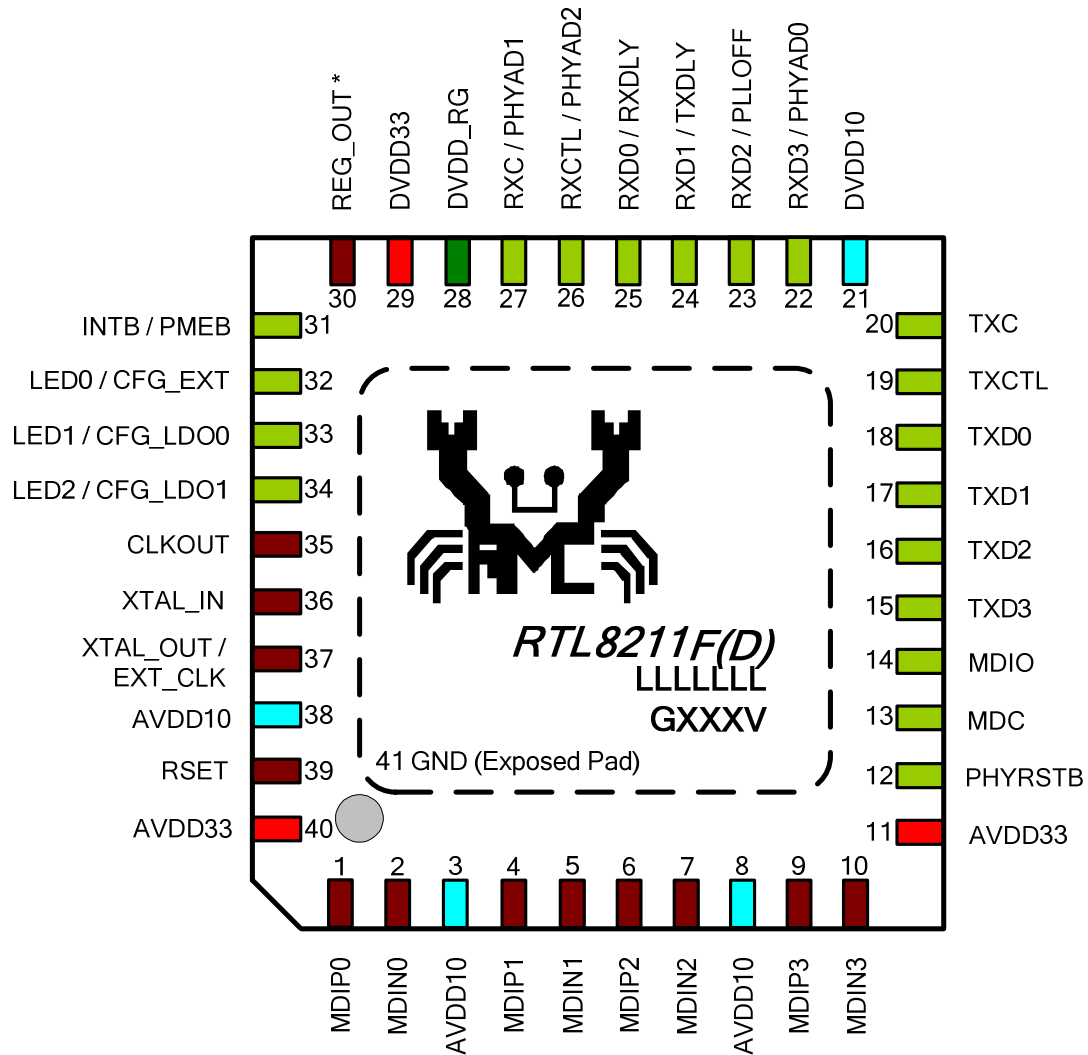 REG_OUT *
DVDD33
DVDD_RG
RXC / PHYAD1
RXCTL / PHYAD2
RXD0 / RXDLY
RXD1 / TXDLY
RXD2 / PLLOFF
RXD3 / PHYAD0
DVDD10
30 29 28 27 26 25 24 23 22 21
INTB / PMEB 31
LED0 / CFG_EXT 32
LED1 / CFG_LDO0 33
LED2 / CFG_LDO1 34
CLKOUT 35
XTAL_IN 36
XTAL_OUT /
EXT_CLK 37
AVDD10 38
RSET 39
AVDD33 40
RTL8211F(D)
LLLLLLL
GXXXV
41 GND (Exposed Pad)
20 TXC
19 TXCTL
18 TXD0
17 TXD1
16 TXD2
15 TXD3
14 MDIO
13 MDC
12 PHYRSTB
11 AVDD33
1 2 3 4 5 6 7 8 9 10
MDIP0
MDIN0
AVDD10
MDIP1
MDIN1
MDIP2
MDIN2
AVDD10
MDIP3
MDIN3